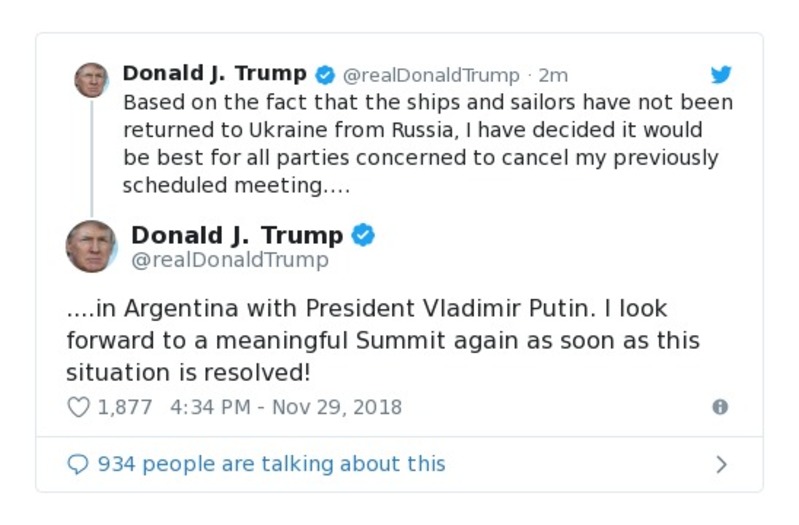 Donald J. Trump @realDonaldTrump · 2m
Based on the fact that the ships and sailors have not been
returned to Ukraine from Russia, I have decided it would
be best for all parties concerned to cancel my previously
scheduled meeting....
Donald J. Trump
@realDonaldTrump
....in Argentina with President Vladimir Putin. I look
forward to a meaningful Summit again as soon as this
situation is resolved!
1,877 4:34 PM - Nov 29, 2018
934 people are talking about this